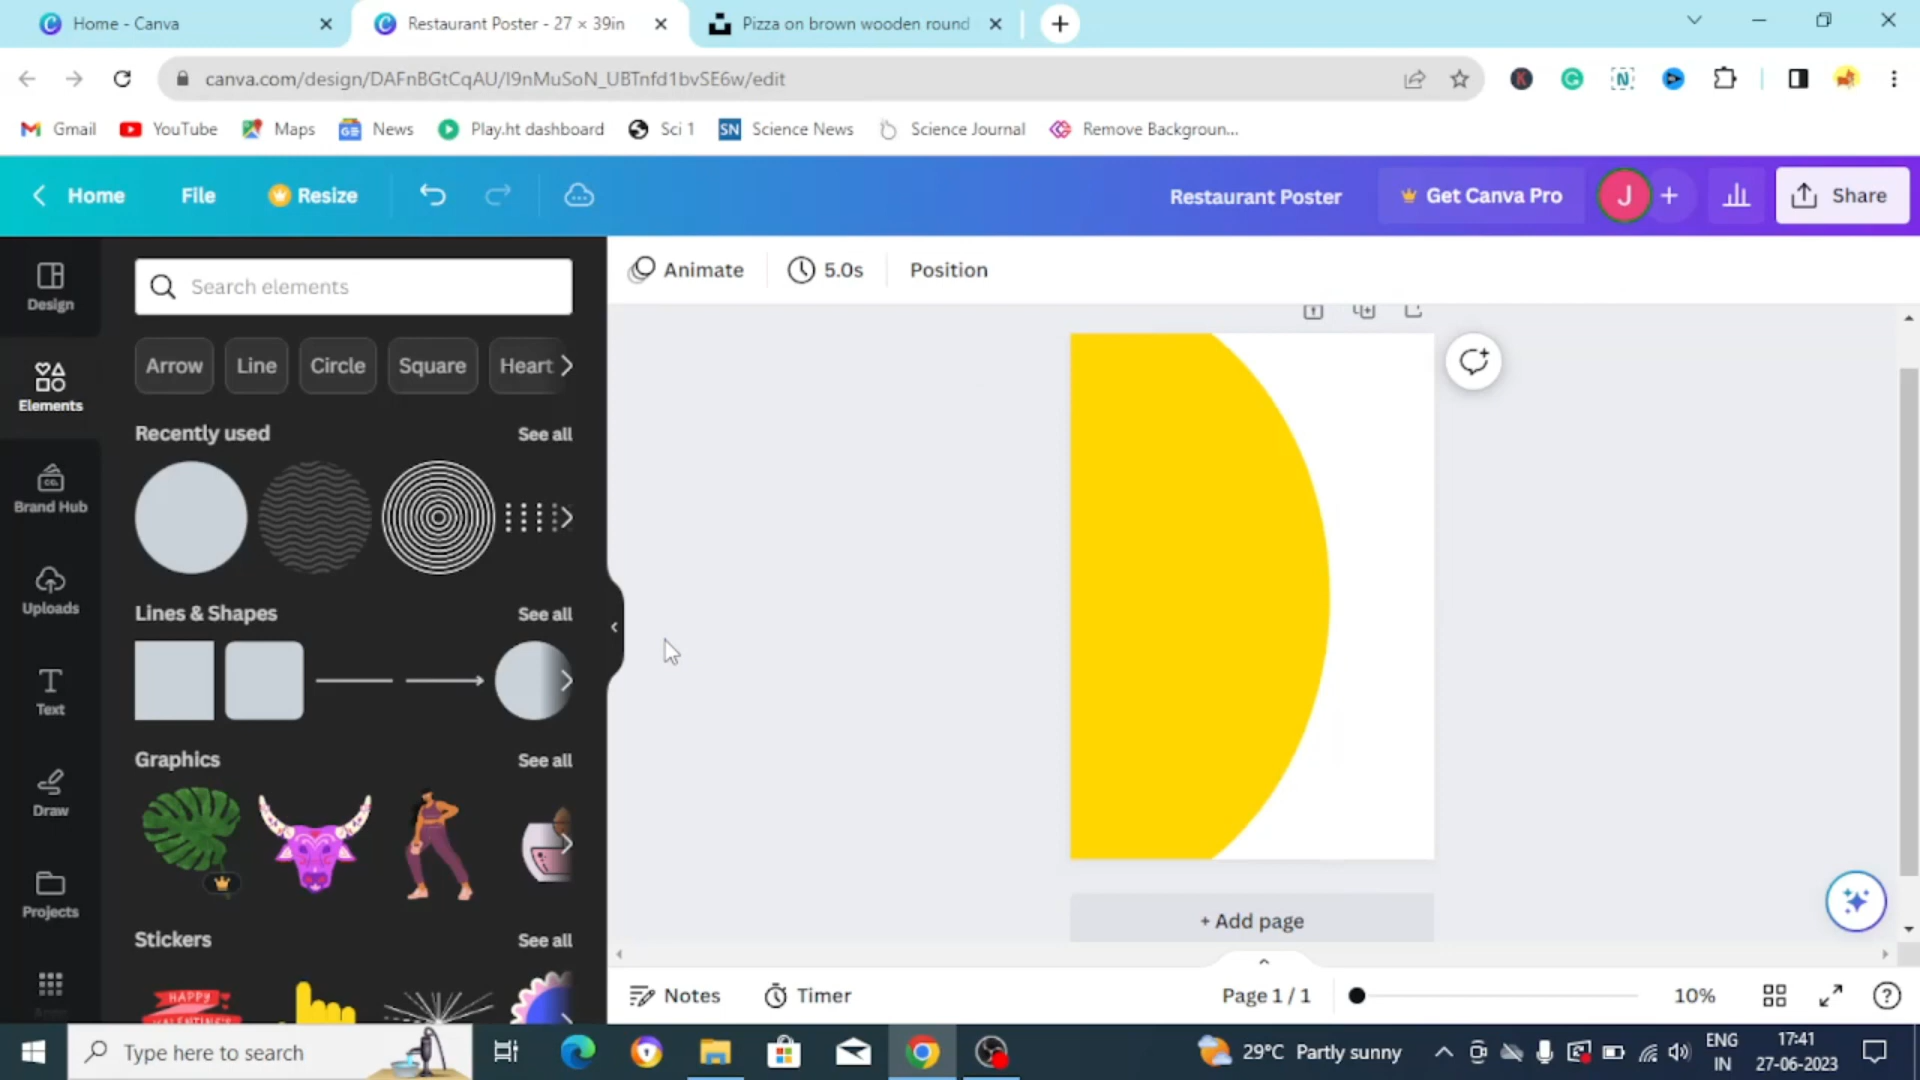 Home - Canva
Restaurant Poster - 27 × 39in
Pizza on brown wooden round
canva.com/design/DAFnBGtCqAU/I9nMuSoN_UBTnfd1bvSE6w/edit
Gmail
YouTube
Maps
News
Play.ht dashboard
Sci 1
SN
Science News
Science Journal
Remove Backgroun...
Home
File
Resize
Restaurant Poster
Get Canva Pro
J
Share
Design
Elements
Brand Hub
Uploads
Text
Draw
Projects
Search elements
Arrow
Line
Circle
Square
Heart
Recently used
See all
Lines & Shapes
See all
Graphics
See all
Stickers
See all
HAPPY
Animate
5.0s
Position
+ Add page
Notes
Timer
Page 1 / 1
10%
Type here to search
29°C Partly sunny
ENG
IN
17:41
27-06-2023